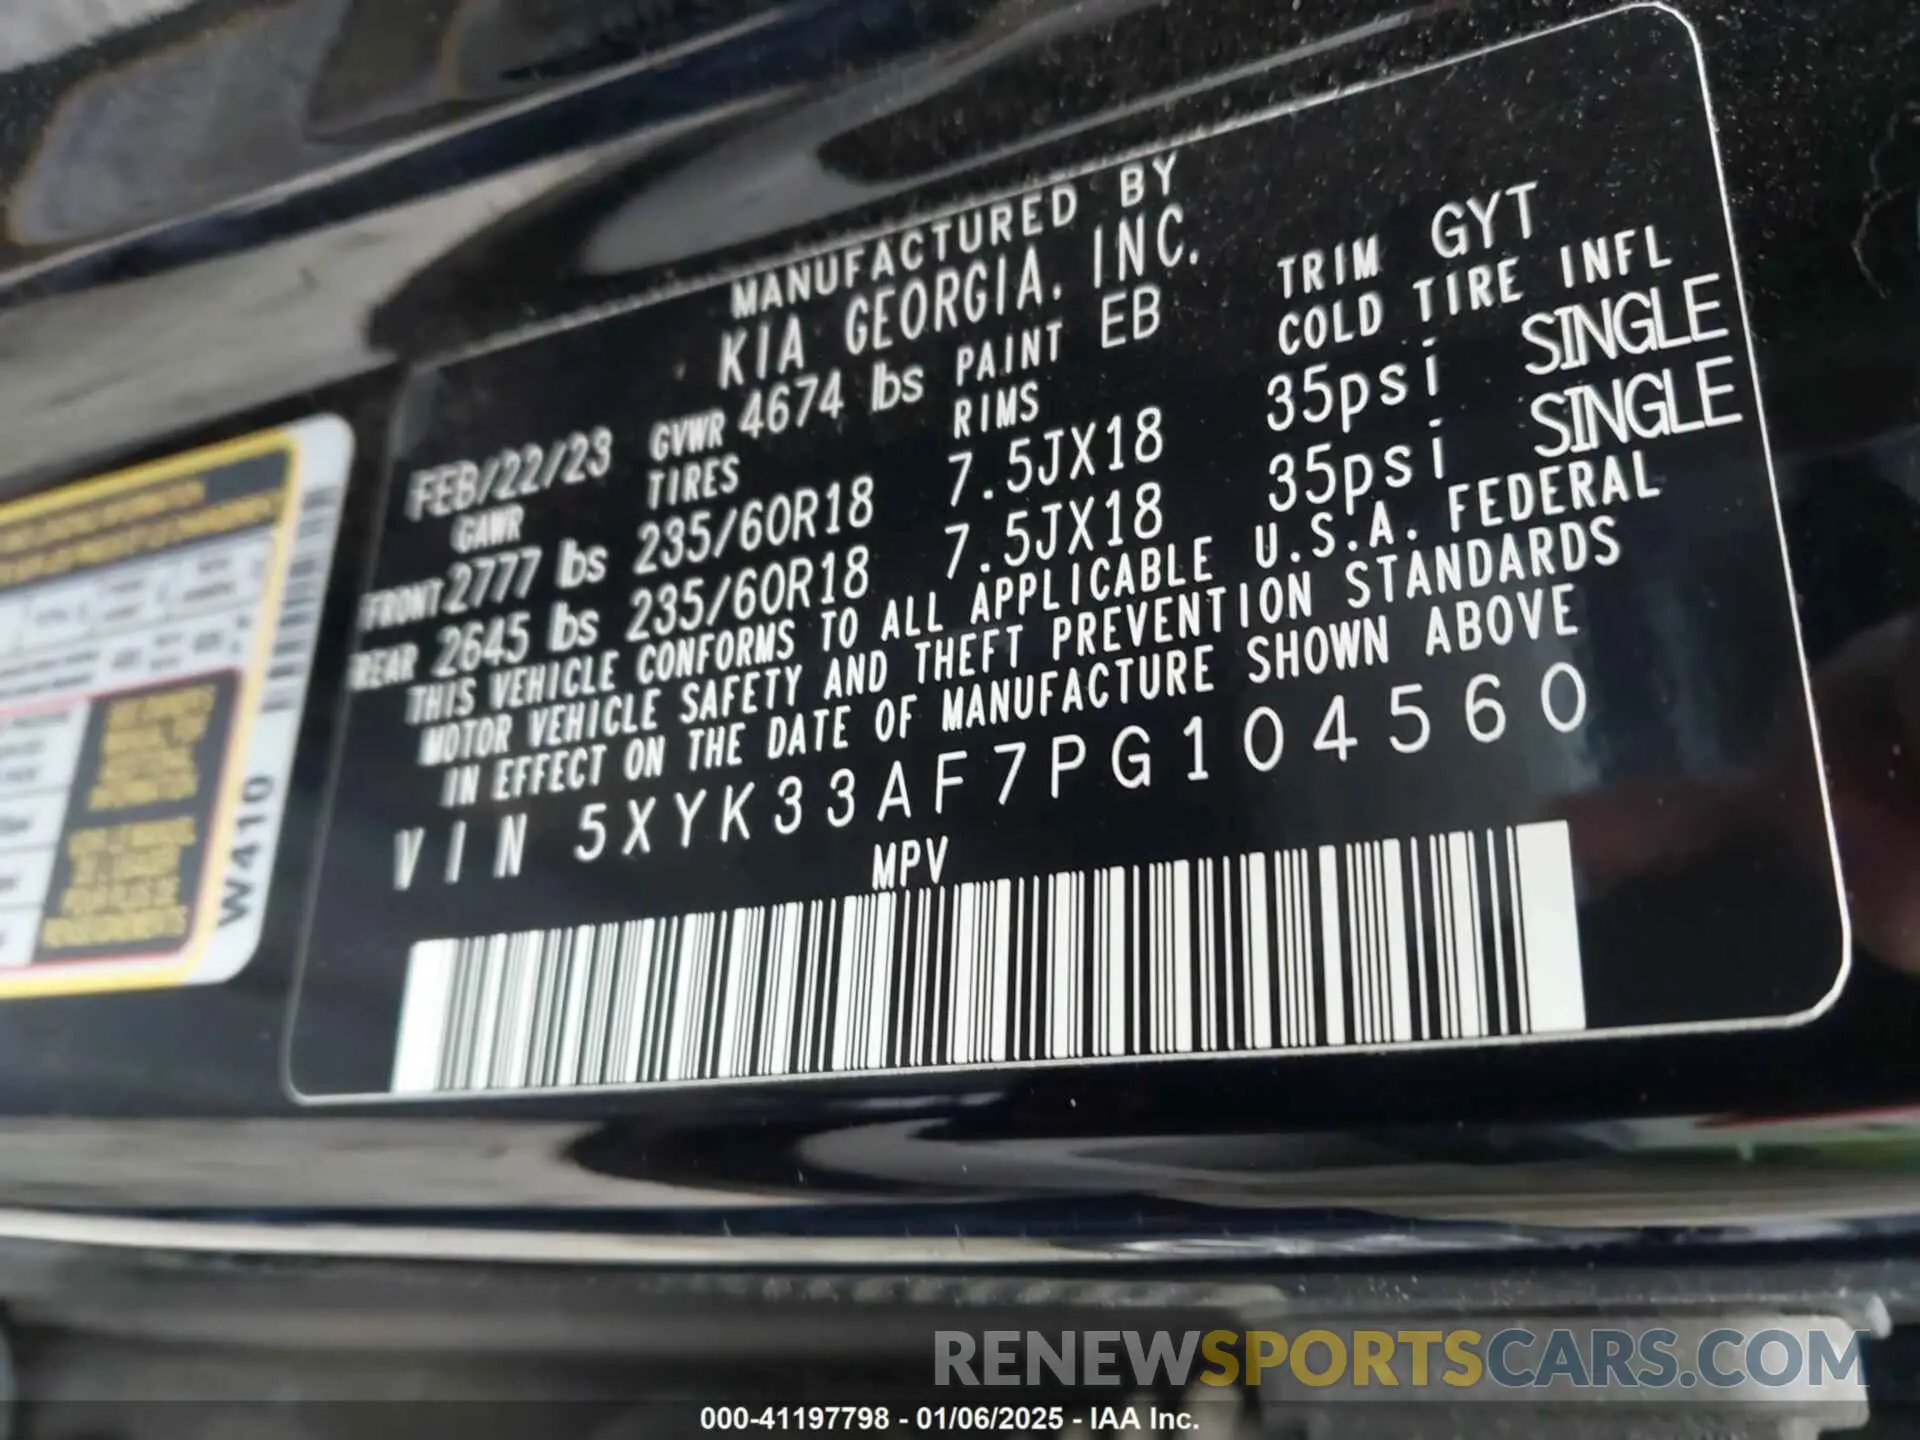 MANUFACTURED BY
KIA GEORGIA. INC.
FEB/22/23 GVWR 4674 lbs PAINT EB TRIM GYT
GAWR TIRES RIMS COLD TIRE INFL
FRONT 2777 lbs 235/60R18 7.5JX18 35psi SINGLE
REAR 2645 lbs 235/60R18 7.5JX18 35psi SINGLE
THIS VEHICLE CONFORMS TO ALL APPLICABLE U.S.A. FEDERAL
MOTOR VEHICLE SAFETY AND THEFT PREVENTION STANDARDS
IN EFFECT ON THE DATE OF MANUFACTURE SHOWN ABOVE
VIN 5XYK33AF7PG104560
MPV
W410
RENEWSPORTSCARS.COM
000-41197798 - 01/06/2025 - IAA Inc.